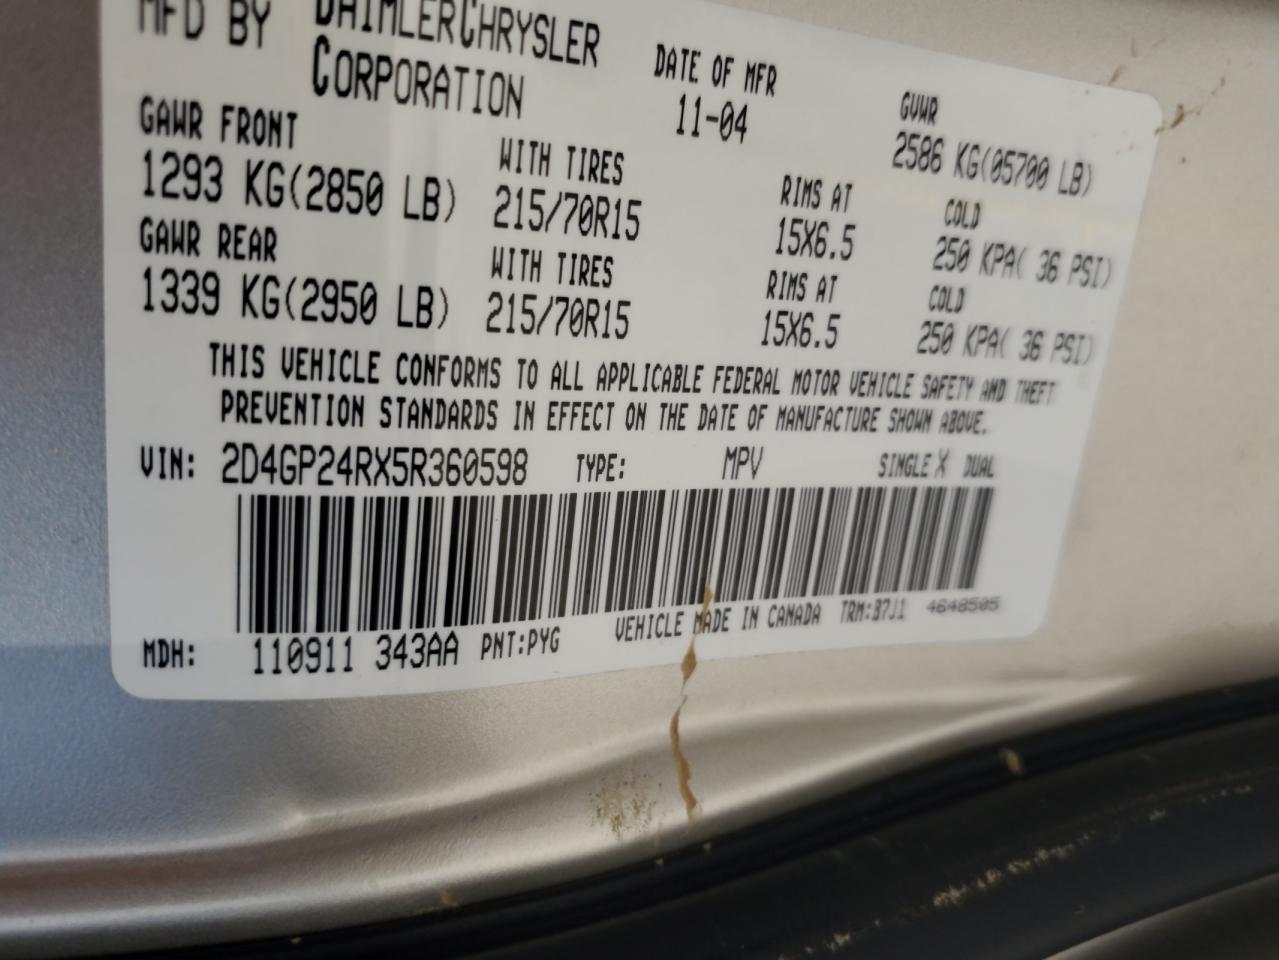 MFD BY DAIMLERCHRYSLER CORPORATION
DATE OF MFR 11-04
GVWR 2586 KG(05700 LB)
GAWR FRONT WITH TIRES RIMS AT COLD
1293 KG(2850 LB) 215/70R15 15X6.5 250 KPA( 36 PSI)
GAWR REAR WITH TIRES RIMS AT COLD
1339 KG(2950 LB) 215/70R15 15X6.5 250 KPA( 36 PSI)
THIS VEHICLE CONFORMS TO ALL APPLICABLE FEDERAL MOTOR VEHICLE SAFETY AND THEFT
PREVENTION STANDARDS IN EFFECT ON THE DATE OF MANUFACTURE SHOWN ABOVE.
VIN: 2D4GP24RX5R360598 TYPE: MPV SINGLE X DUAL
MDH: 110911 343AA PNT:PYG VEHICLE MADE IN CANADA TRM:B7J1 4648505